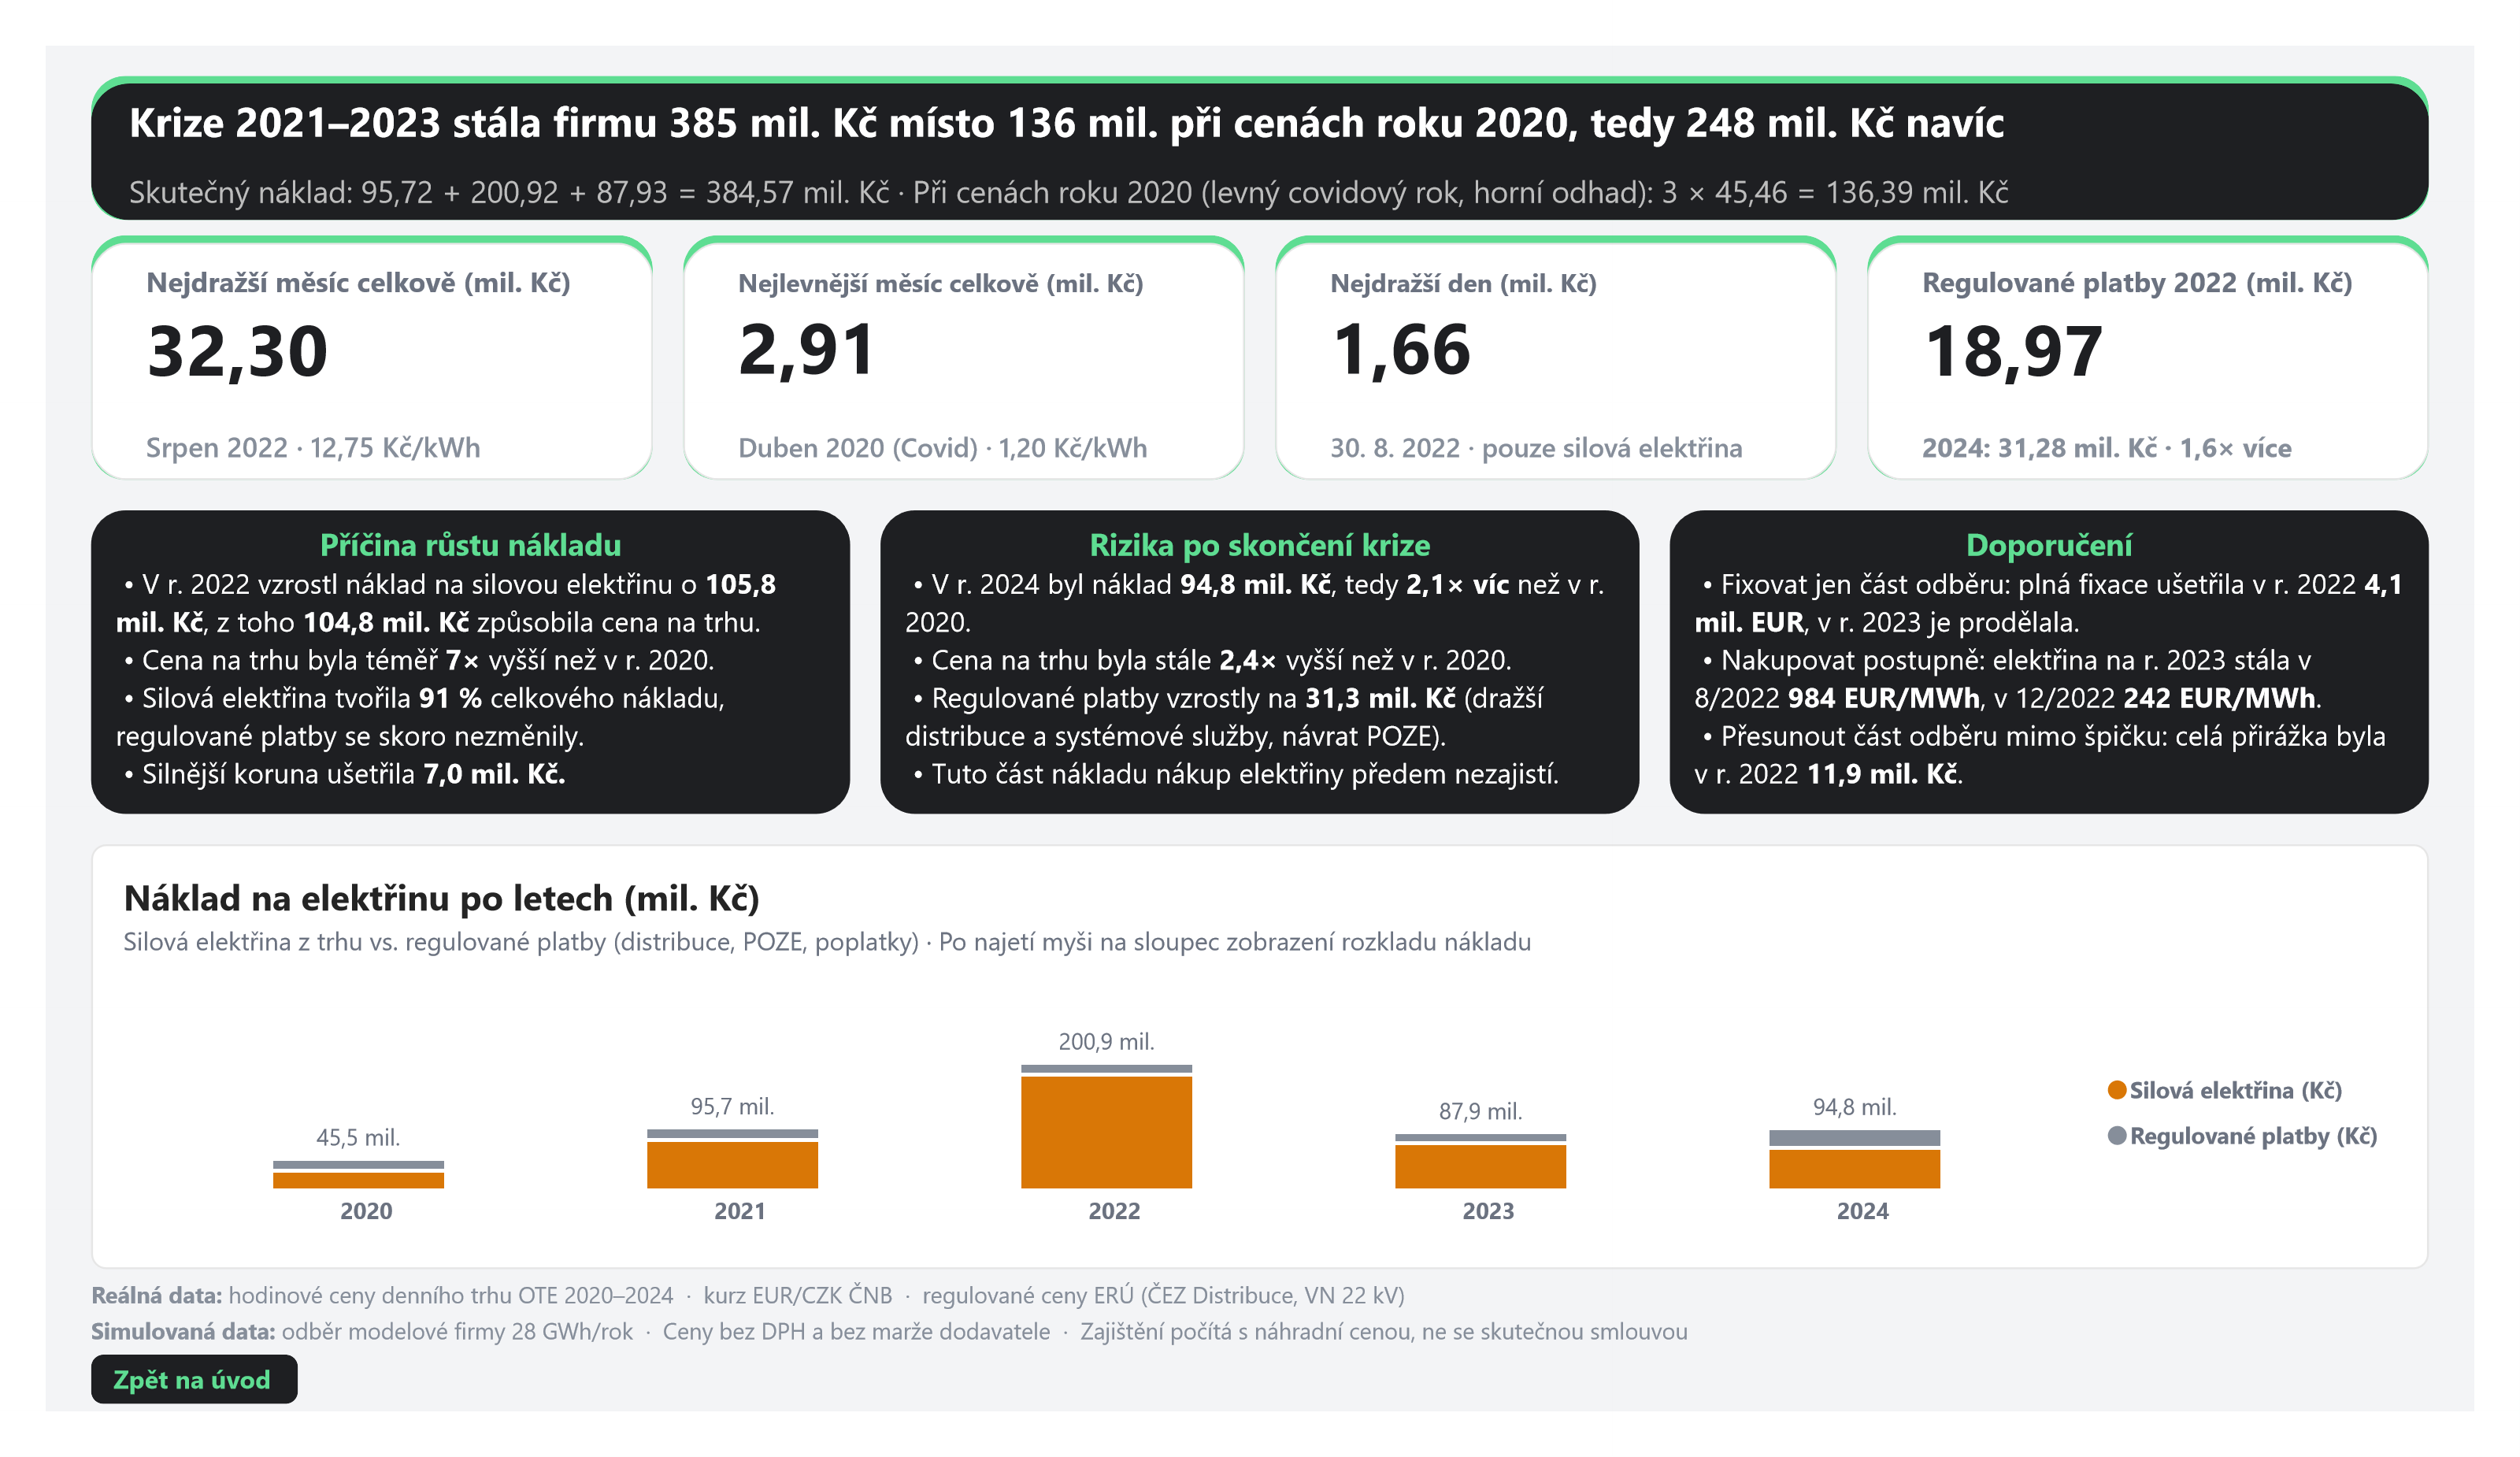 Krize 2021–2023 stála firmu 385 mil. Kč místo 136 mil. při cenách roku 2020, tedy 248 mil. Kč navíc
Skutečný náklad: 95,72 + 200,92 + 87,93 = 384,57 mil. Kč · Při cenách roku 2020 (levný covidový rok, horní odhad): 3 × 45,46 = 136,39 mil. Kč
Nejdražší měsíc celkově (mil. Kč)
32,30
Srpen 2022 · 12,75 Kč/kWh
Nejlevnější měsíc celkově (mil. Kč)
2,91
Duben 2020 (Covid) · 1,20 Kč/kWh
Nejdražší den (mil. Kč)
1,66
30. 8. 2022 · pouze silová elektřina
Regulované platby 2022 (mil. Kč)
18,97
2024: 31,28 mil. Kč · 1,6× více
Příčina růstu nákladu
• V r. 2022 vzrostl náklad na silovou elektřinu o 105,8
mil. Kč, z toho 104,8 mil. Kč způsobila cena na trhu.
• Cena na trhu byla téměř 7× vyšší než v r. 2020.
• Silová elektřina tvořila 91 % celkového nákladu,
regulované platby se skoro nezměnily.
• Silnější koruna ušetřila 7,0 mil. Kč.
Rizika po skončení krize
• V r. 2024 byl náklad 94,8 mil. Kč, tedy 2,1× víc než v r.
2020.
• Cena na trhu byla stále 2,4× vyšší než v r. 2020.
• Regulované platby vzrostly na 31,3 mil. Kč (dražší
distribuce a systémové služby, návrat POZE).
• Tuto část nákladu nákup elektřiny předem nezajistí.
Doporučení
• Fixovat jen část odběru: plná fixace ušetřila v r. 2022 4,1
mil. EUR, v r. 2023 je prodělala.
• Nakupovat postupně: elektřina na r. 2023 stála v
8/2022 984 EUR/MWh, v 12/2022 242 EUR/MWh.
• Přesunout část odběru mimo špičku: celá přirážka byla
v r. 2022 11,9 mil. Kč.
Náklad na elektřinu po letech (mil. Kč)
Silová elektřina z trhu vs. regulované platby (distribuce, POZE, poplatky) · Po najetí myši na sloupec zobrazení rozkladu nákladu
45,5 mil.
95,7 mil.
200,9 mil.
87,9 mil.
94,8 mil.
2020
2021
2022
2023
2024
Silová elektřina (Kč)
Regulované platby (Kč)
Reálná data: hodinové ceny denního trhu OTE 2020–2024 · kurz EUR/CZK ČNB · regulované ceny ERÚ (ČEZ Distribuce, VN 22 kV)
Simulovaná data: odběr modelové firmy 28 GWh/rok · Ceny bez DPH a bez marže dodavatele · Zajištění počítá s náhradní cenou, ne se skutečnou smlouvou
Zpět na úvod